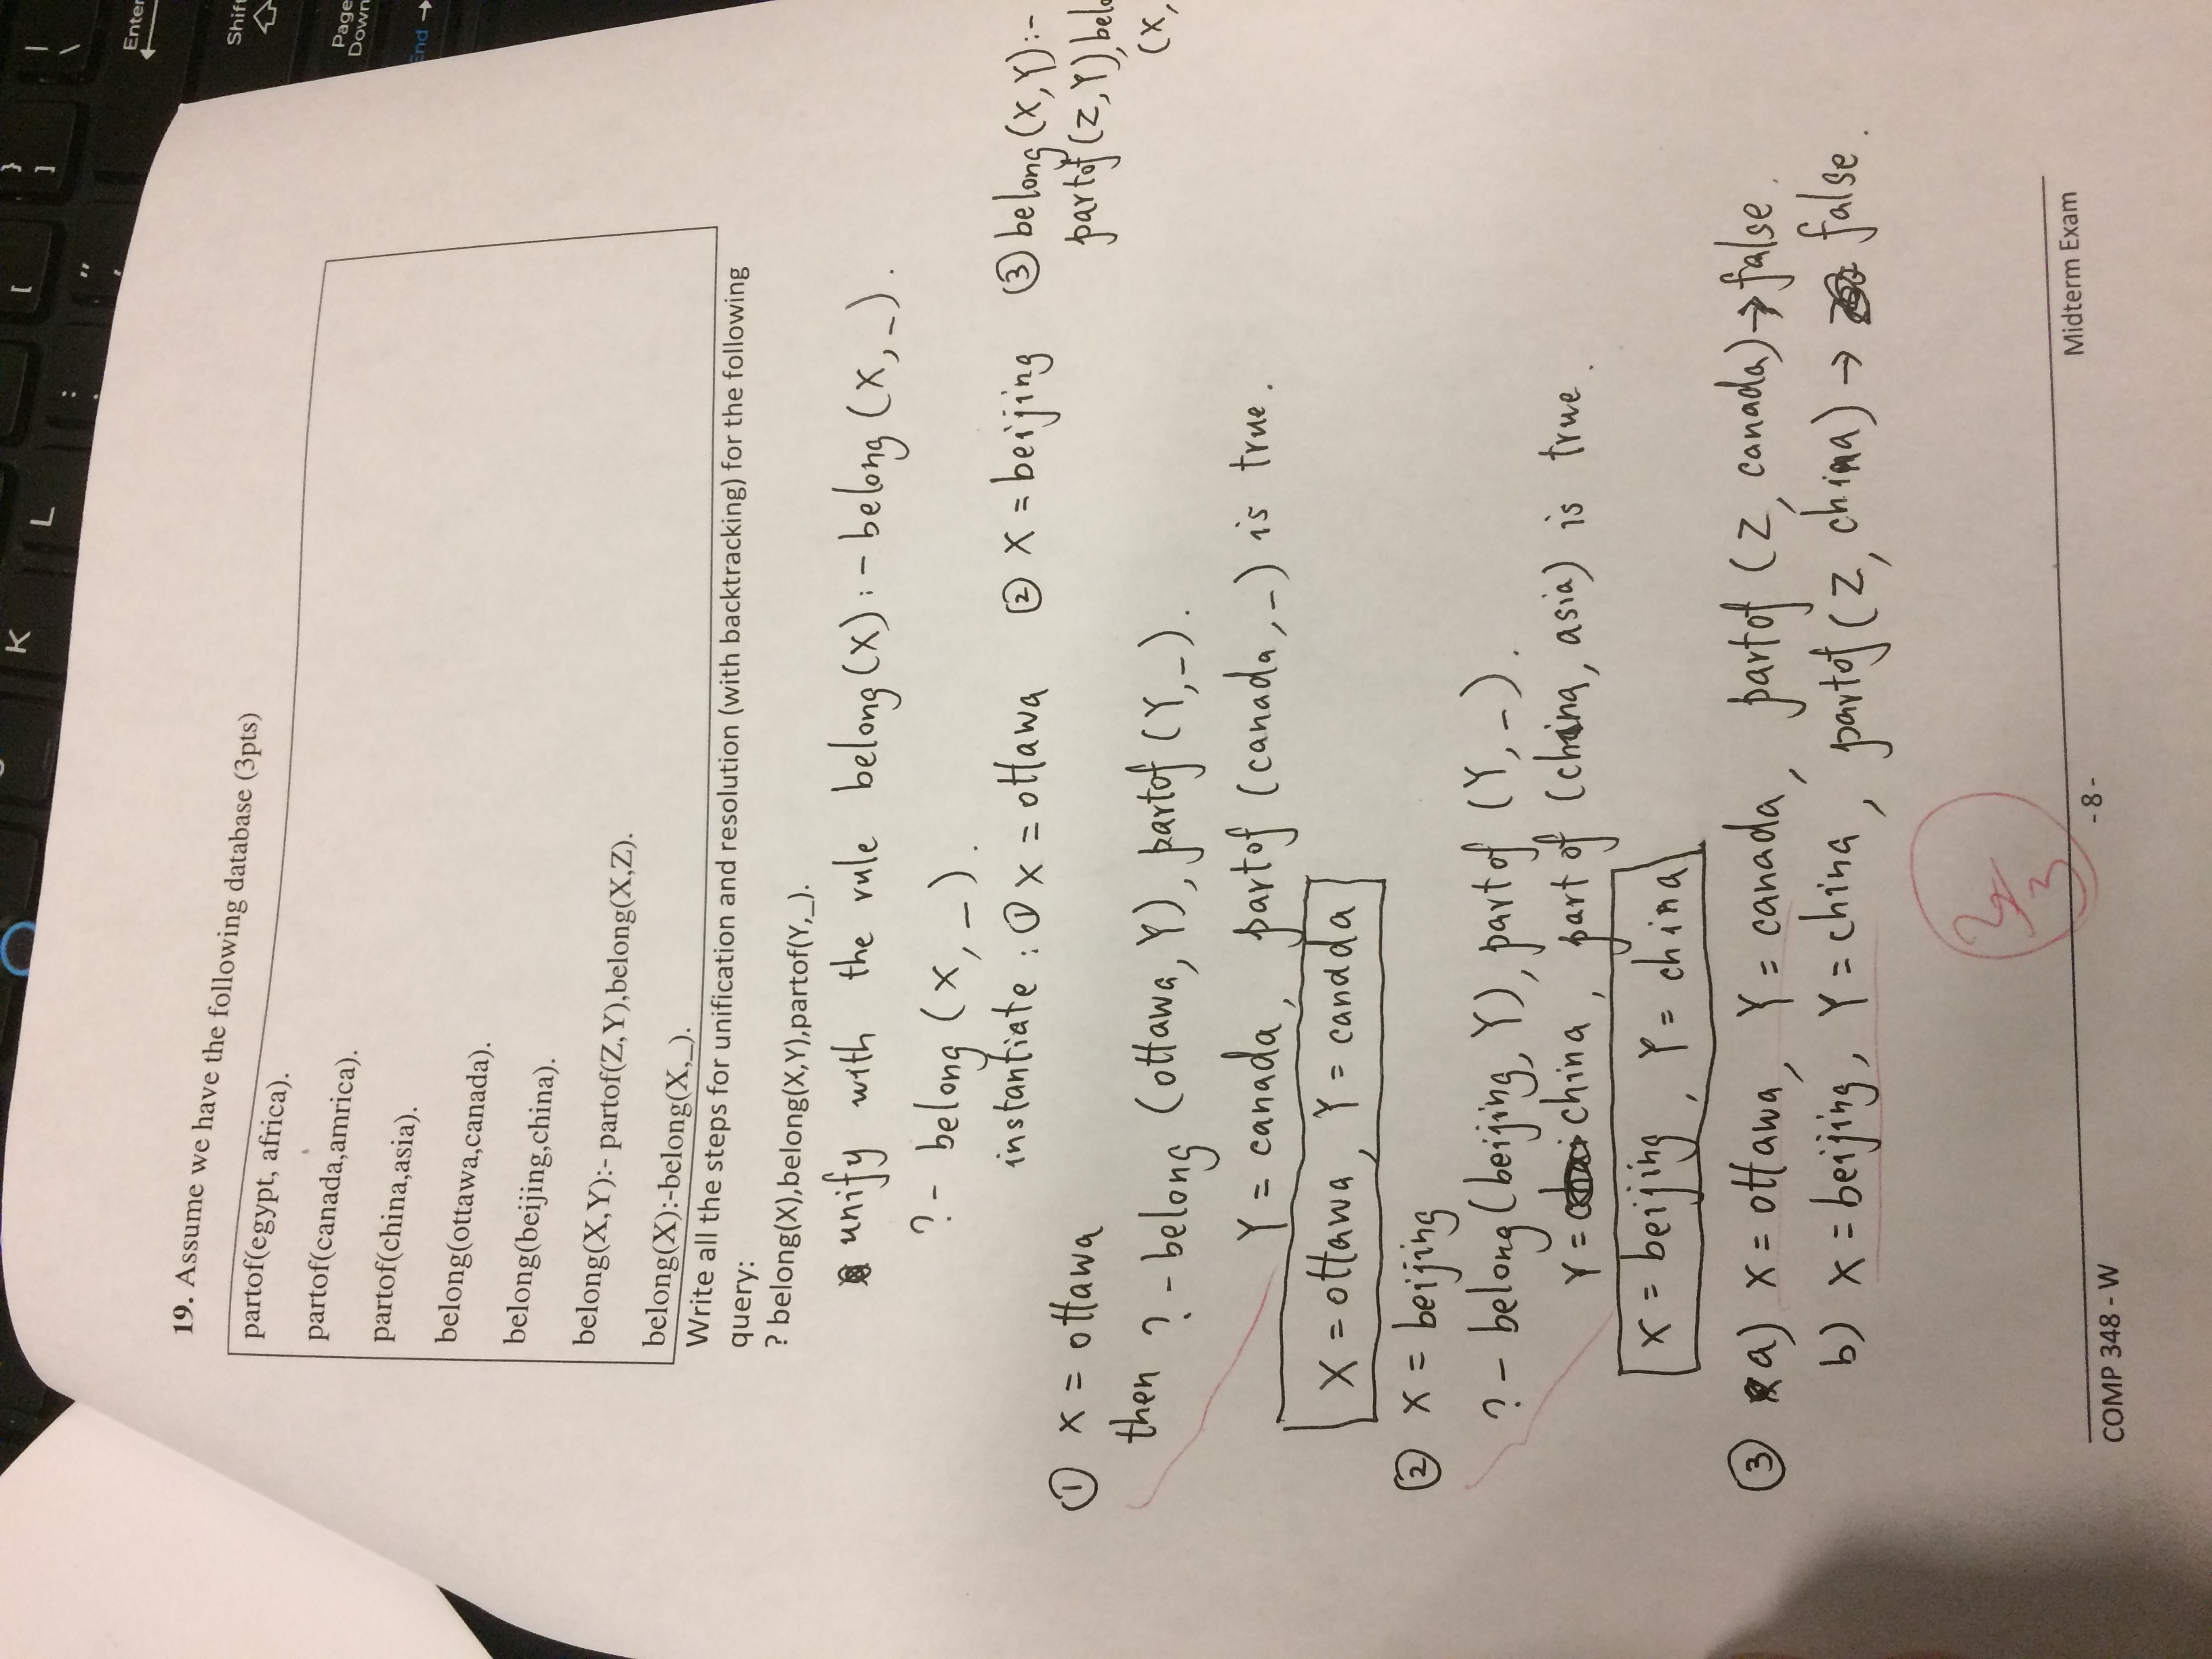 K
L
[
}
]
|
\
:
;
"
'
Enter
Shift
Page
Down
End →
19. Assume we have the following database (3pts)
partof(egypt, africa).
partof(canada,amrica).
partof(china,asia).
belong(ottawa,canada).
belong(beijing,china).
belong(X,Y):- partof(Z,Y),belong(X,Z).
belong(X):-belong(X,_).
Write all the steps for unification and resolution (with backtracking) for the following
query:
? belong(X),belong(X,Y),partof(Y,_).
unify with the rule belong(X):-belong(X,_).
?- belong(X,_).
instantiate: ① X = ottawa ② X = beijing ③ belong(X,Y):-
partof(Z,Y),belo
(X,
① X = ottawa
then ?-belong (ottawa, Y), partof (Y,_).
Y = canada, partof (canada,_) is true.
X = ottawa, Y = canada
② X = beijing
?- belong(beijing, Y), partof (Y,_).
Y = china, part of (china, asia) is true.
X = beijing, Y = china
③ a) X = ottawa, Y = canada, partof (Z, canada)→false.
b) X = beijing, Y = china, partof (Z, china) → false.
3
COMP 348 - W
- 8 -
Midterm Exam